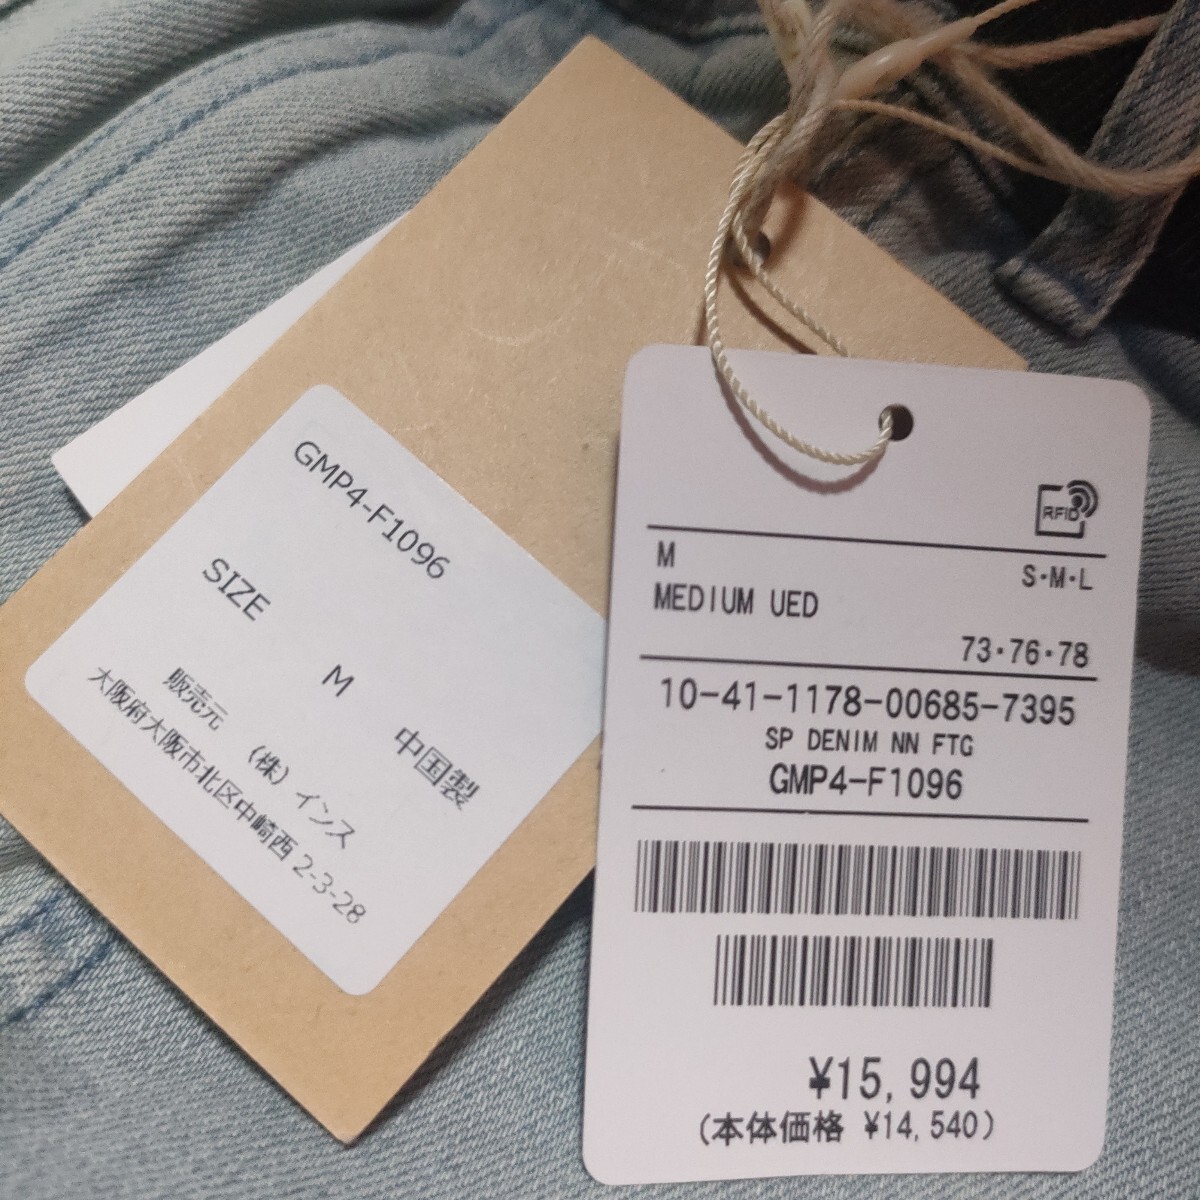 GMP4-F1096
SIZE
M
中国製
販売元 (株) インス
大阪府大阪市北区中崎西 2-3-28
RFID
M
S・M・L
MEDIUM UED
73・76・78
10-41-1178-00685-7395
SP DENIM NN FTG
GMP4-F1096
¥15,994
(本体価格 ¥14,540)